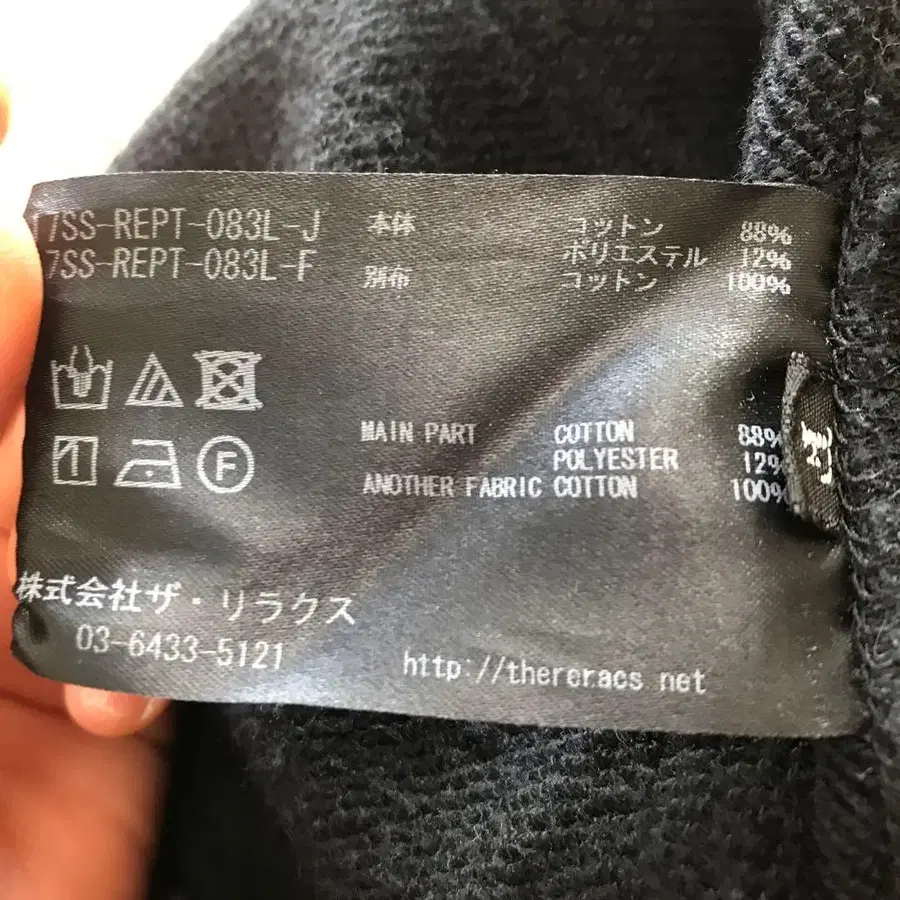 17SS-REPT-083L-J 本体 コットン 88%
ポリエステル 12%
7SS-REPT-083L-F 別布 コットン 100%
MAIN PART COTTON 88%
POLYESTER 12%
ANOTHER FABRIC COTTON 100%
F
株式会社ザ・リラクス
03-6433-5121
http://thereracs net